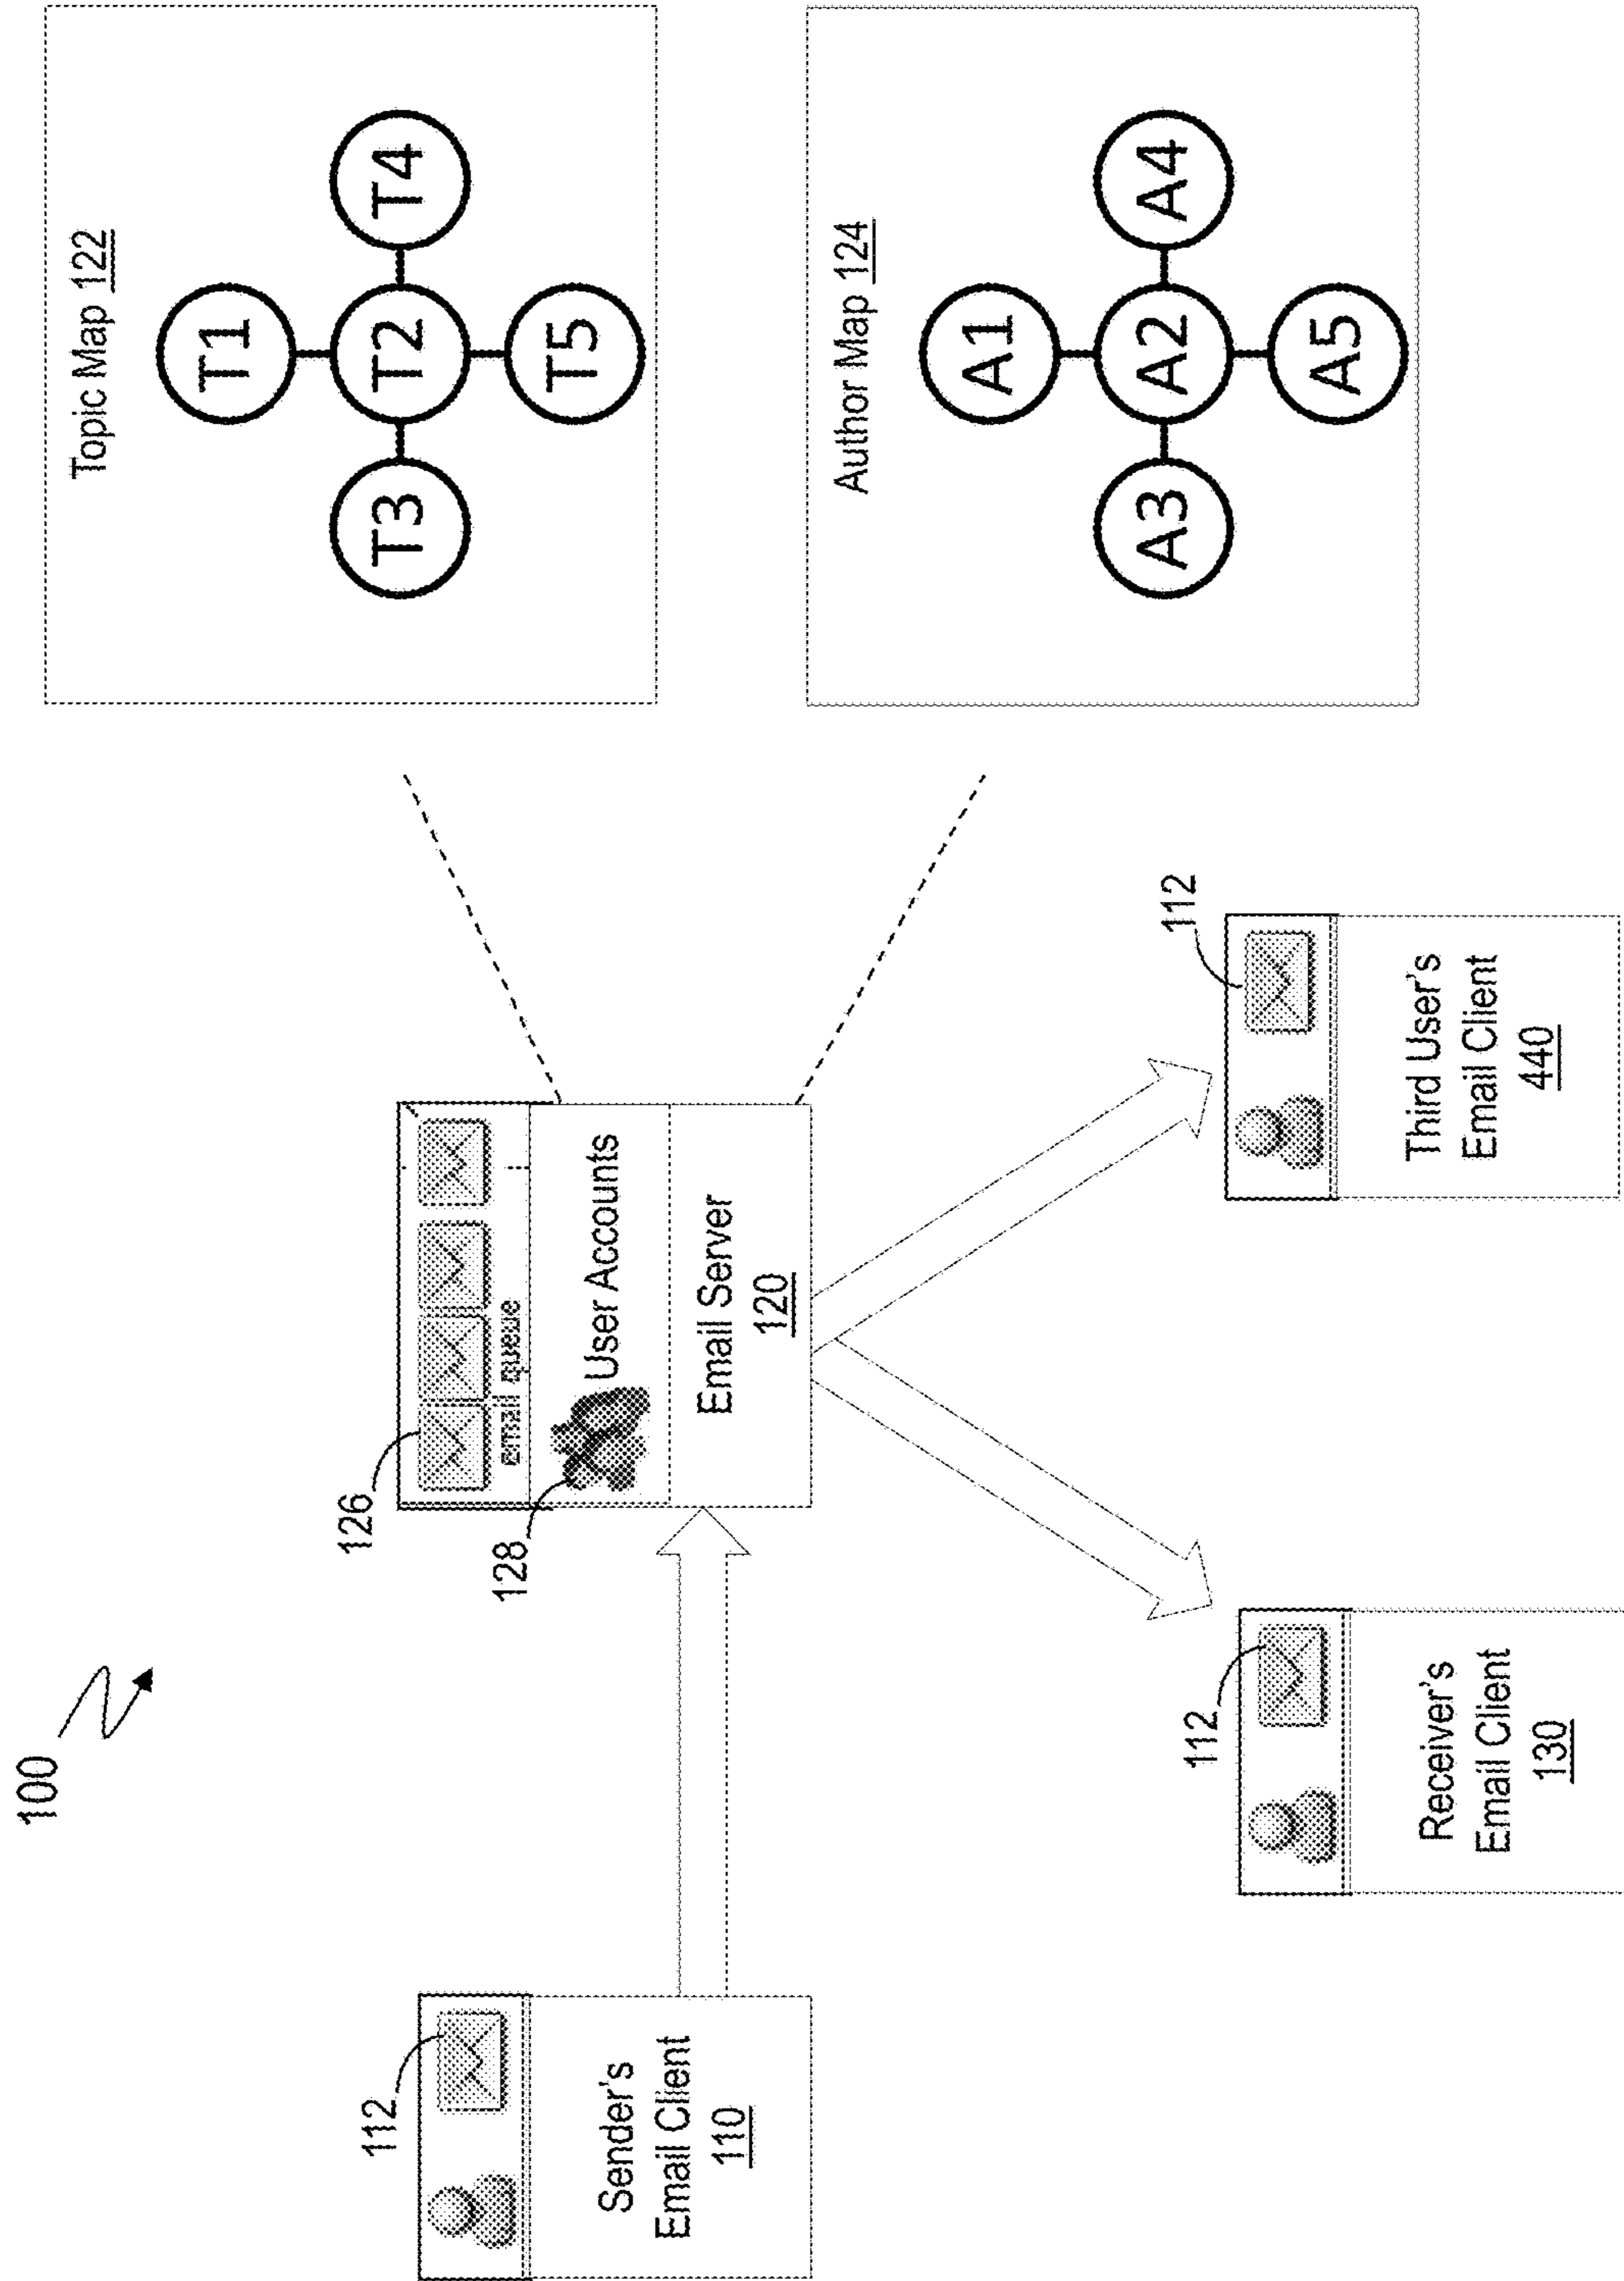 100
112
Sender's
Email Client
110
126
email queue
128
User Accounts
Email Server
120
Topic Map 122
T1
T3
T2
T4
T5
Author Map 124
A1
A3
A2
A4
A5
112
Receiver's
Email Client
130
112
Third User's
Email Client
440